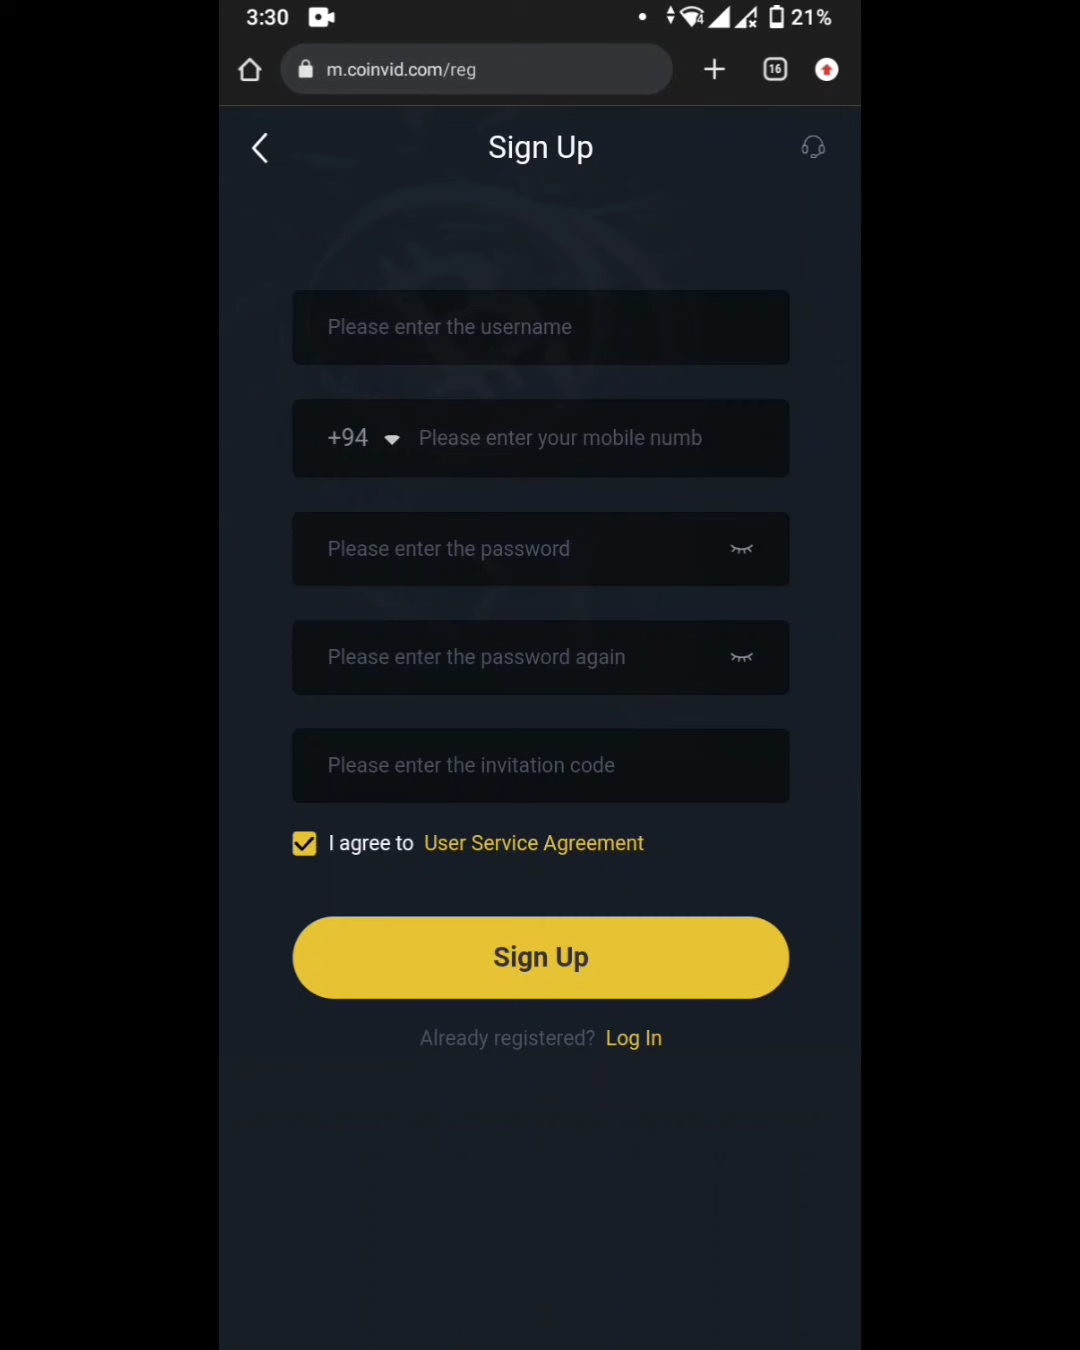 3:30 4 21%
m.coinvid.com/reg 16
Sign Up
Please enter the username
+94 Please enter your mobile numb
Please enter the password
Please enter the password again
Please enter the invitation code
I agree to User Service Agreement
Sign Up
Already registered? Log In